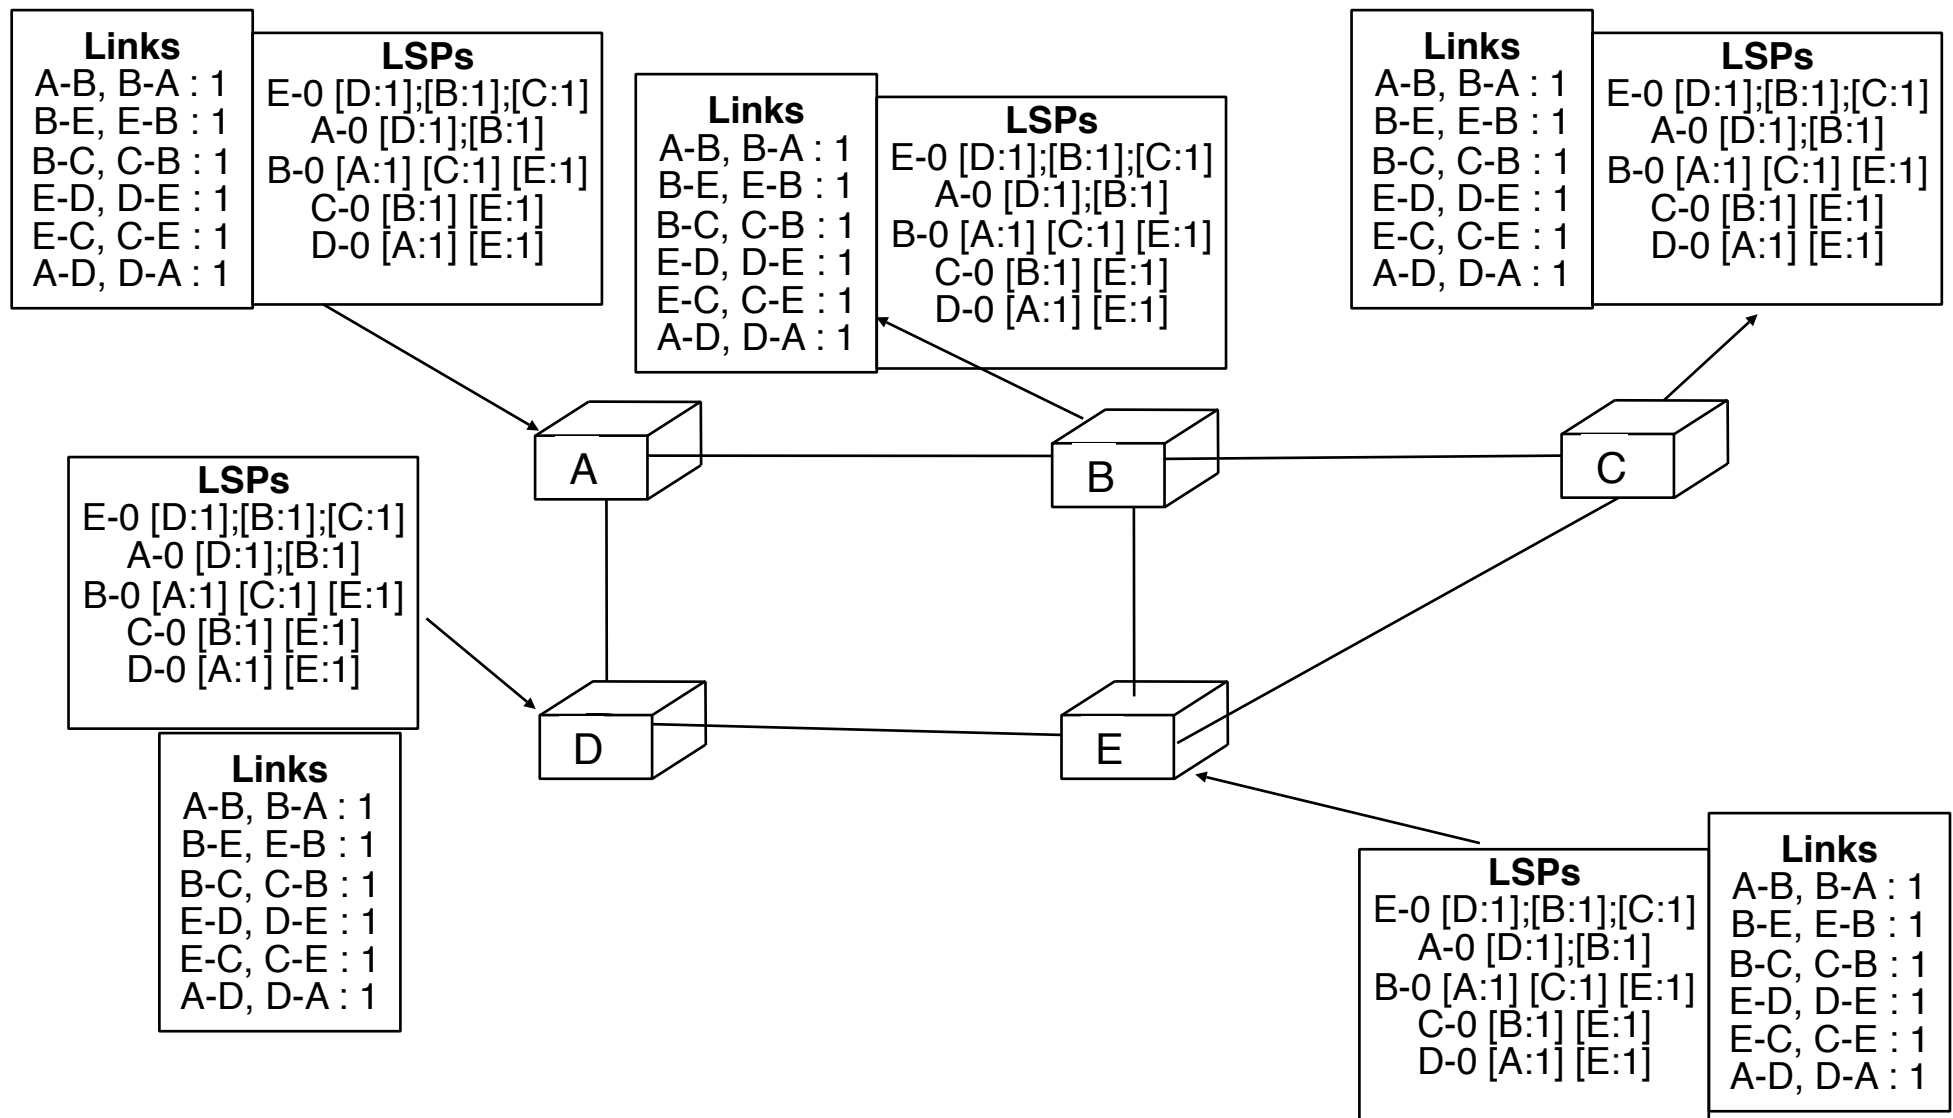 Links
A-B, B-A : 1
B-E, E-B : 1
B-C, C-B : 1
E-D, D-E : 1
E-C, C-E : 1
A-D, D-A : 1
LSPs
E-0 [D:1];[B:1];[C:1]
A-0 [D:1];[B:1]
B-0 [A:1] [C:1] [E:1]
C-0 [B:1] [E:1]
D-0 [A:1] [E:1]
Links
A-B, B-A : 1
B-E, E-B : 1
B-C, C-B : 1
E-D, D-E : 1
E-C, C-E : 1
A-D, D-A : 1
LSPs
E-0 [D:1];[B:1];[C:1]
A-0 [D:1];[B:1]
B-0 [A:1] [C:1] [E:1]
C-0 [B:1] [E:1]
D-0 [A:1] [E:1]
Links
A-B, B-A : 1
B-E, E-B : 1
B-C, C-B : 1
E-D, D-E : 1
E-C, C-E : 1
A-D, D-A : 1
LSPs
E-0 [D:1];[B:1];[C:1]
A-0 [D:1];[B:1]
B-0 [A:1] [C:1] [E:1]
C-0 [B:1] [E:1]
D-0 [A:1] [E:1]
A
B
C
LSPs
E-0 [D:1];[B:1];[C:1]
A-0 [D:1];[B:1]
B-0 [A:1] [C:1] [E:1]
C-0 [B:1] [E:1]
D-0 [A:1] [E:1]
D
E
Links
A-B, B-A : 1
B-E, E-B : 1
B-C, C-B : 1
E-D, D-E : 1
E-C, C-E : 1
A-D, D-A : 1
LSPs
E-0 [D:1];[B:1];[C:1]
A-0 [D:1];[B:1]
B-0 [A:1] [C:1] [E:1]
C-0 [B:1] [E:1]
D-0 [A:1] [E:1]
Links
A-B, B-A : 1
B-E, E-B : 1
B-C, C-B : 1
E-D, D-E : 1
E-C, C-E : 1
A-D, D-A : 1